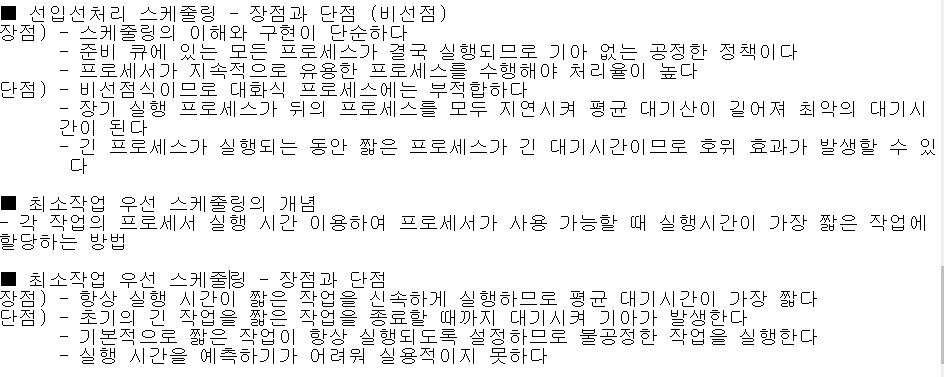 ■ 선입선처리 스케줄링 - 장점과 단점 (비선점)
장점) - 스케줄링의 이해와 구현이 단순하다
- 준비 큐에 있는 모든 프로세스가 결국 실행되므로 기아 없는 공정한 정책이다
- 프로세서가 지속적으로 유용한 프로세스를 수행해야 처리율이 높다
단점) - 비선점식이므로 대화식 프로세스에는 부적합하다
- 장기 실행 프로세스가 뒤의 프로세스를 모두 지연시켜 평균 대기산이 길어져 최악의 대기시
간이 된다
- 긴 프로세스가 실행되는 동안 짧은 프로세스가 긴 대기시간이므로 호위 효과가 발생할 수 있
다
■ 최소작업 우선 스케줄링의 개념
- 각 작업의 프로세서 실행 시간 이용하여 프로세서가 사용 가능할 때 실행시간이 가장 짧은 작업에
할당하는 방법
■ 최소작업 우선 스케줄링 - 장점과 단점
장점) - 항상 실행 시간이 짧은 작업을 신속하게 실행하므로 평균 대기시간이 가장 짧다
단점) - 초기의 긴 작업을 짧은 작업을 종료할 때까지 대기시켜 기아가 발생한다
- 기본적으로 짧은 작업이 항상 실행되도록 설정하므로 불공정한 작업을 실행한다
- 실행 시간을 예측하기가 어려워 실용적이지 못하다